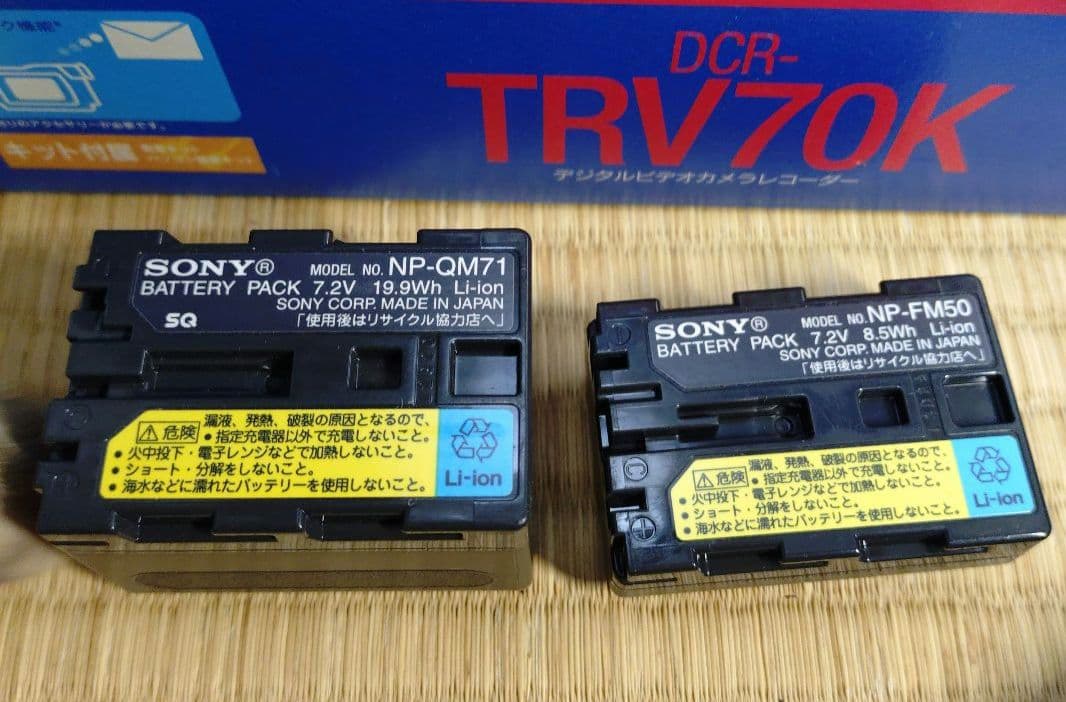 ク機能
DCR-
TRV70K
デジタルビデオカメラレコーダー
キット付属
SONY® MODEL NO. NP-QM71
BATTERY PACK 7.2V 19.9Wh Li-ion
SONY CORP. MADE IN JAPAN
「使用後はリサイクル協力店へ」
SQ
危険
漏液、発熱、破裂の原因となるので、
●指定充電器以外で充電しないこと。
●火中投下・電子レンジなどで加熱しないこと。
●ショート・分解をしないこと。
●海水などに濡れたバッテリーを使用しないこと。
Li-ion
SONY® MODEL NO. NP-FM50
BATTERY PACK 7.2V 8.5Wh Li-ion
SONY CORP. MADE IN JAPAN
「使用後はリサイクル協力店へ」
C
危険
漏液、発熱、破裂の原因となるので、
●指定充電器以外で充電しないこと。
●火中投下・電子レンジなどで加熱しないこと。
●ショート・分解をしないこと。
●海水などに濡れたバッテリーを使用しないこと。
Li-ion